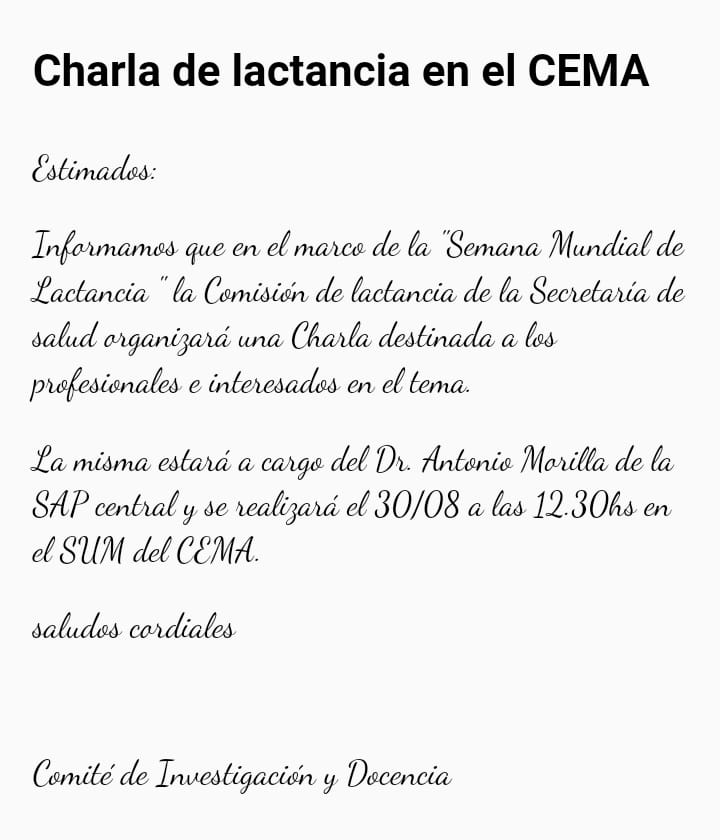 Charla de lactancia en el CEMA
Estimados:
Informamos que en el marco de la "Semana Mundial de
Lactancia " la Comisión de lactancia de la Secretaría de
salud organizará una Charla destinada a los
profesionales e interesados en el tema.
La misma estará a cargo del Dr. Antonio Morilla de la
SAP central y se realizará el 30/08 a las 12.30hs en
el SUM del CEMA.
saludos cordiales
Comité de Investigación y Docencia